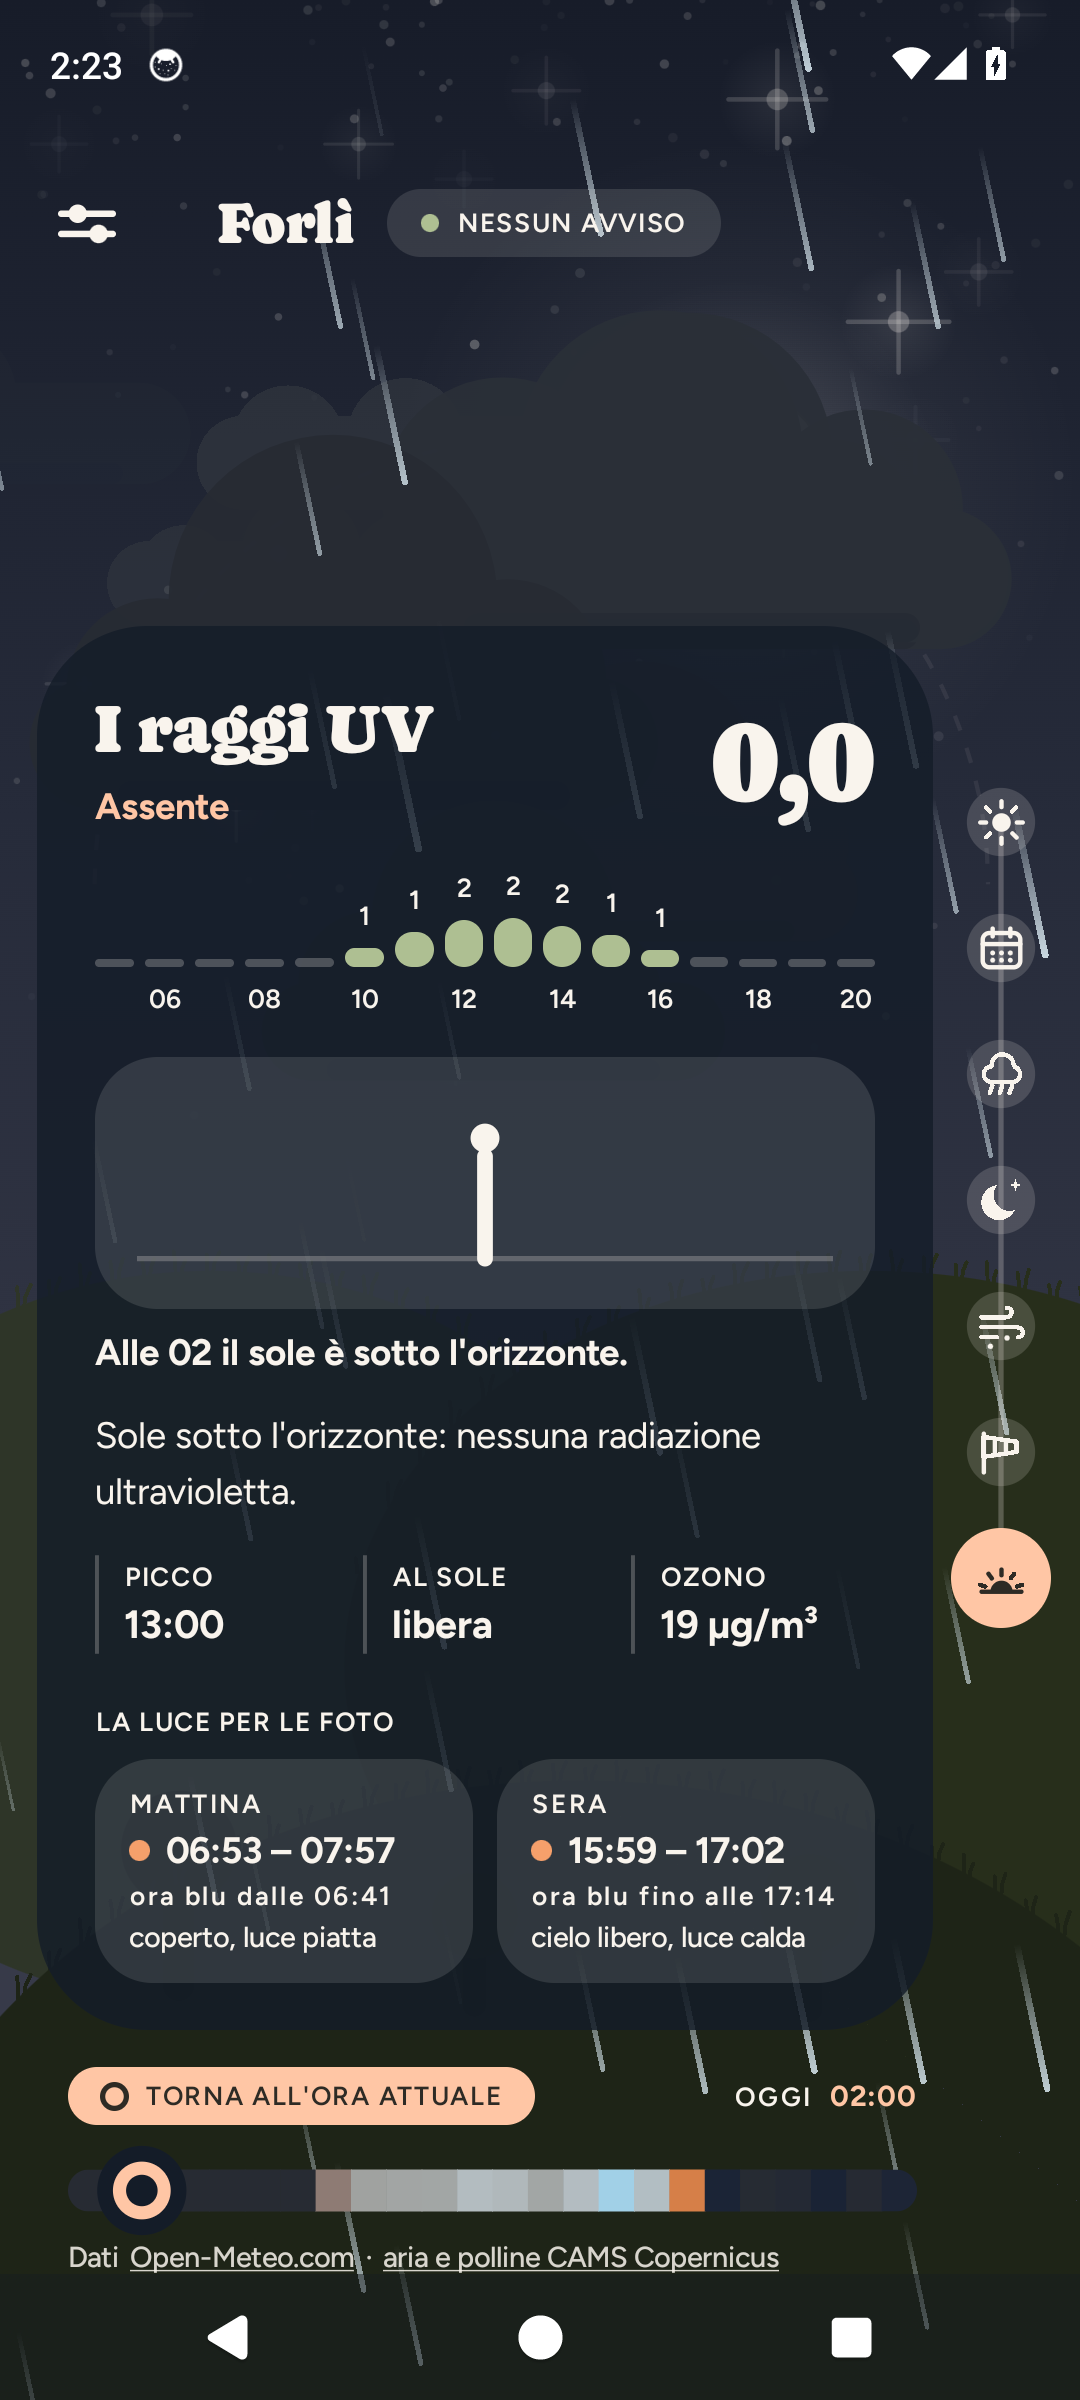 2:23
Forlì
NESSUN AVVISO
I raggi UV
0,0
Assente
1 1 2 2 2 1 1
06 08 10 12 14 16 18 20
Alle 02 il sole è sotto l'orizzonte.
Sole sotto l'orizzonte: nessuna radiazione
ultravioletta.
PICCO AL SOLE OZONO
13:00 libera 19 µg/m³
LA LUCE PER LE FOTO
MATTINA
06:53 – 07:57
ora blu dalle 06:41
coperto, luce piatta
SERA
15:59 – 17:02
ora blu fino alle 17:14
cielo libero, luce calda
TORNA ALL'ORA ATTUALE
OGGI 02:00
Dati Open-Meteo.com · aria e polline CAMS Copernicus